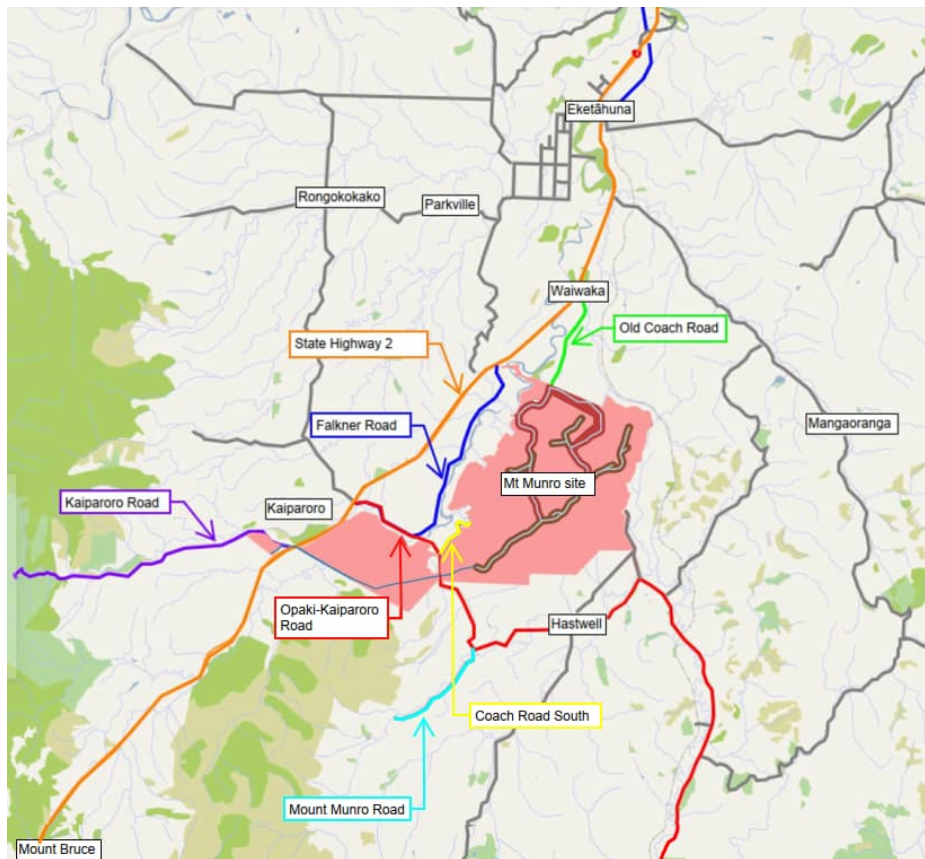 Eketāhuna
Rongokokako
Parkville
Waiwaka
Old Coach Road
State Highway 2
Falkner Road
Mangaoranga
Mt Munro site
Kaiparoro Road
Kaiparoro
Opaki-Kaiparoro
Road
Hastwell
Coach Road South
Mount Munro Road
Mount Bruce